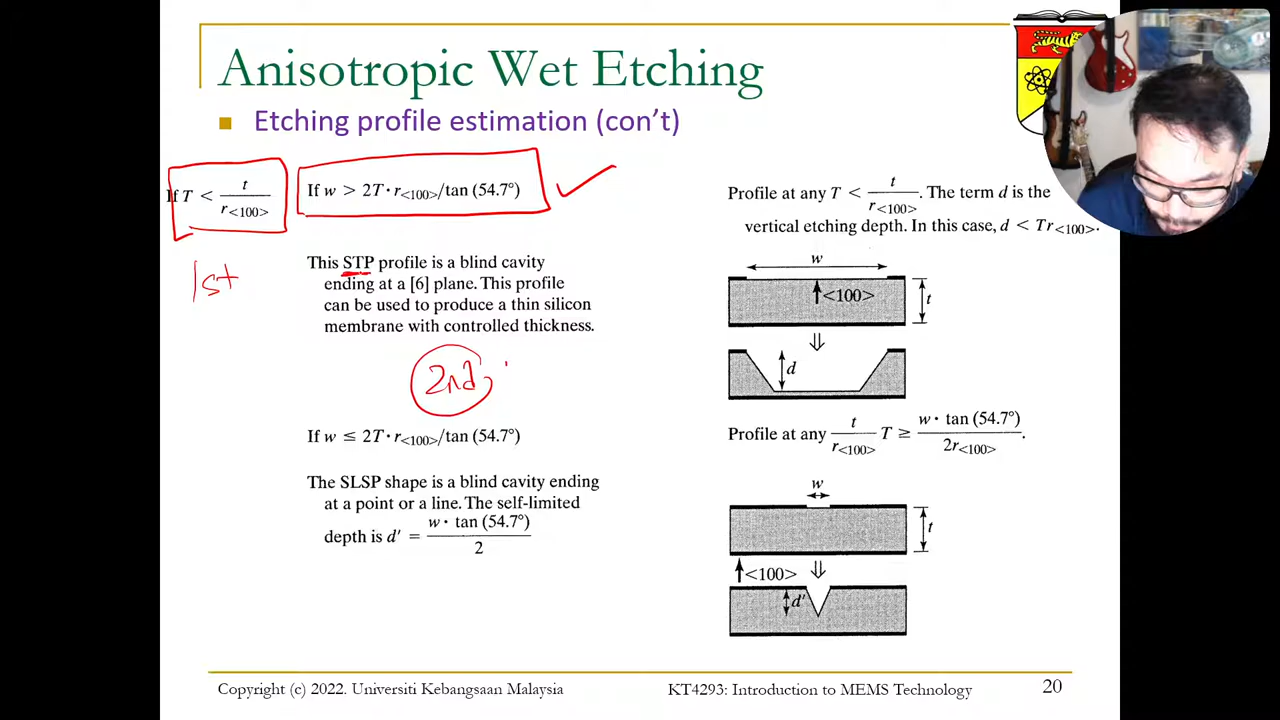 Anisotropic Wet Etching
Etching profile estimation (con't)
If T < t / r<100>
If w > 2T · r<100>/tan (54.7°)
1st
This STP profile is a blind cavity
ending at a [6] plane. This profile
can be used to produce a thin silicon
membrane with controlled thickness.
2nd
If w ≤ 2T · r<100>/tan (54.7°)
The SLSP shape is a blind cavity ending
at a point or a line. The self-limited
depth is d' = w · tan (54.7°) / 2
Profile at any T < t / r<100>. The term d is the
vertical etching depth. In this case, d < Tr<100>.
w
<100>
t
d
Profile at any t / r<100> T ≥ w · tan (54.7°) / 2r<100>.
w
t
<100>
d'
Copyright (c) 2022. Universiti Kebangsaan Malaysia
KT4293: Introduction to MEMS Technology
20